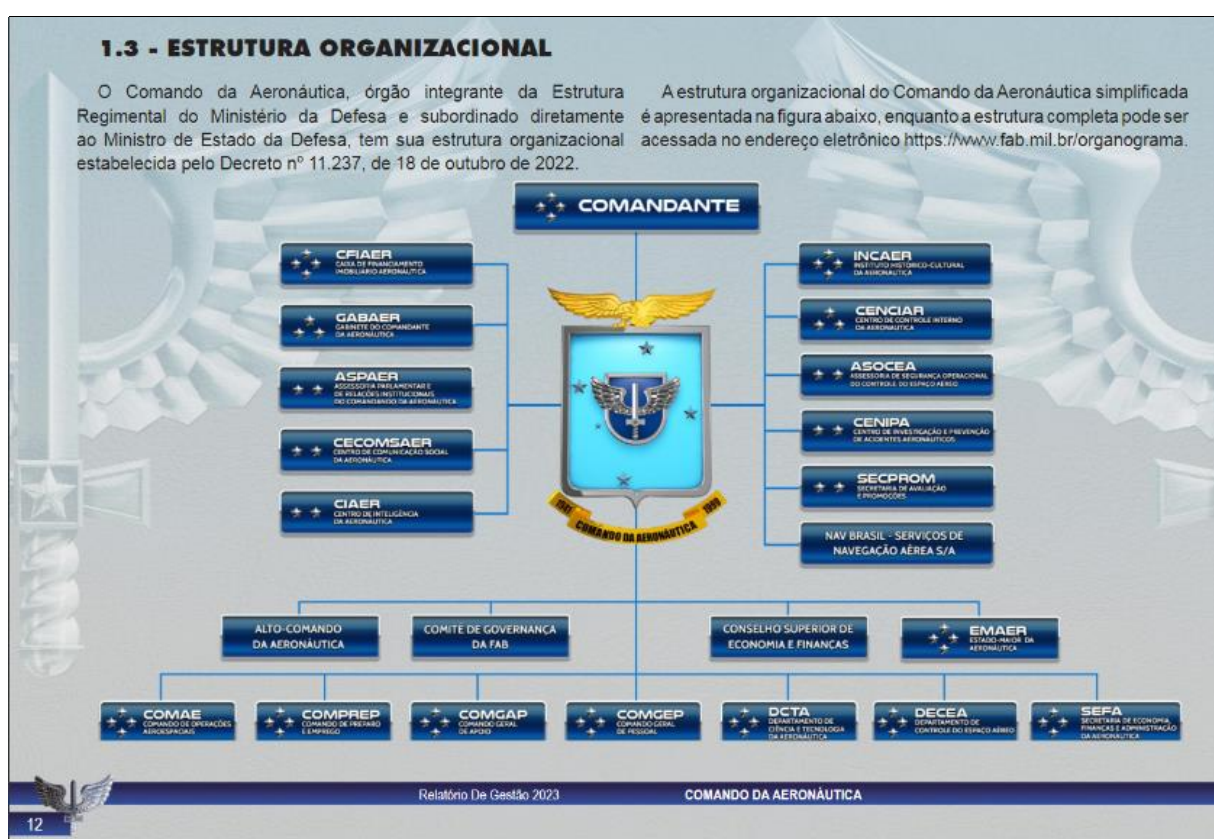 1.3 - ESTRUTURA ORGANIZACIONAL
O Comando da Aeronáutica, órgão integrante da Estrutura
Regimental do Ministério da Defesa e subordinado diretamente
ao Ministro de Estado da Defesa, tem sua estrutura organizacional
estabelecida pelo Decreto nº 11.237, de 18 de outubro de 2022.
A estrutura organizacional do Comando da Aeronáutica simplificada
é apresentada na figura abaixo, enquanto a estrutura completa pode ser
acessada no endereço eletrônico https://www.fab.mil.br/organograma.
COMANDANTE
CFIAER
CAIXA DE FINANCIAMENTO
IMOBILIÁRIO AERONÁUTICA
GABAER
GABINETE DO COMANDANTE
DA AERONÁUTICA
ASPAER
ASSESSORIA PARLAMENTAR E
DE RELAÇÕES INSTITUCIONAIS
DO COMANDANDO DA AERONÁUTICA
CECOMSAER
CENTRO DE COMUNICAÇÃO SOCIAL
DA AERONÁUTICA
CIAER
CENTRO DE INTELIGÊNCIA
DA AERONÁUTICA
INCAER
INSTITUTO HISTÓRICO-CULTURAL
DA AERONÁUTICA
CENCIAR
CENTRO DE CONTROLE INTERNO
DA AERONÁUTICA
ASOCEA
ASSESSORIA DE SEGURANÇA OPERACIONAL
DO CONTROLE DO ESPAÇO AÉREO
CENIPA
CENTRO DE INVESTIGAÇÃO E PREVENÇÃO
DE ACIDENTES AERONÁUTICOS
SECPROM
SECRETARIA DE AVALIAÇÃO
E PROMOÇÕES
NAV BRASIL - SERVIÇOS DE
NAVEGAÇÃO AÉREA S/A
1941 COMANDO DA AERONÁUTICA 1999
ALTO-COMANDO
DA AERONÁUTICA
COMITÊ DE GOVERNANÇA
DA FAB
CONSELHO SUPERIOR DE
ECONOMIA E FINANÇAS
EMAER
ESTADO-MAIOR DA
AERONÁUTICA
COMAE
COMANDO DE OPERAÇÕES
AEROESPACIAIS
COMPREP
COMANDO DE PREPARO
E EMPREGO
COMGAP
COMANDO GERAL
DE APOIO
COMGEP
COMANDO GERAL
DE PESSOAL
DCTA
DEPARTAMENTO DE
CIÊNCIA E TECNOLOGIA
DA AERONÁUTICA
DECEA
DEPARTAMENTO DE
CONTROLE DO ESPAÇO AÉREO
SEFA
SECRETARIA DE ECONOMIA,
FINANÇAS E ADMINISTRAÇÃO
DA AERONÁUTICA
Relatório De Gestão 2023
COMANDO DA AERONÁUTICA
12